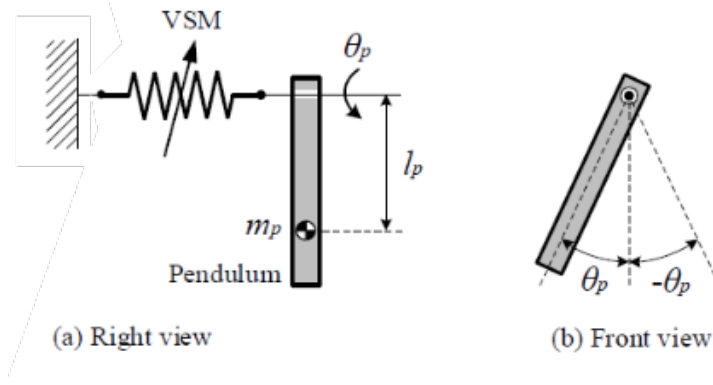 VSM
θp
lp
mp
Pendulum
θp
-θp
(a) Right view
(b) Front view